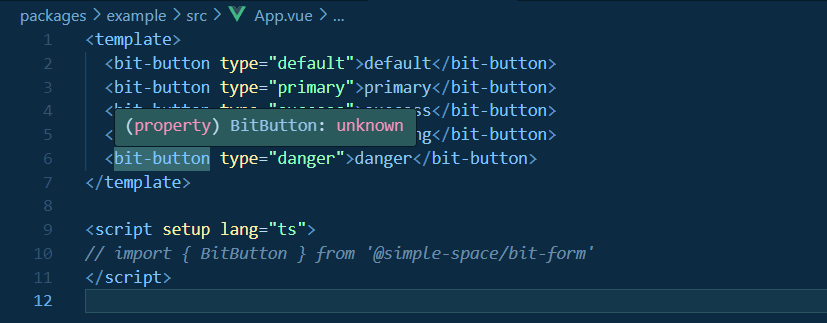 packages > example > src > App.vue > ...
1 <template>
2 <bit-button type="default">default</bit-button>
3 <bit-button type="primary">primary</bit-button>
4 </bit-button>
(property) BitButton: unknown
5 < ng</bit-button>
6 <bit-button type="danger">danger</bit-button>
7 </template>
8
9 <script setup lang="ts">
10 // import { BitButton } from '@simple-space/bit-form'
11 </script>
12